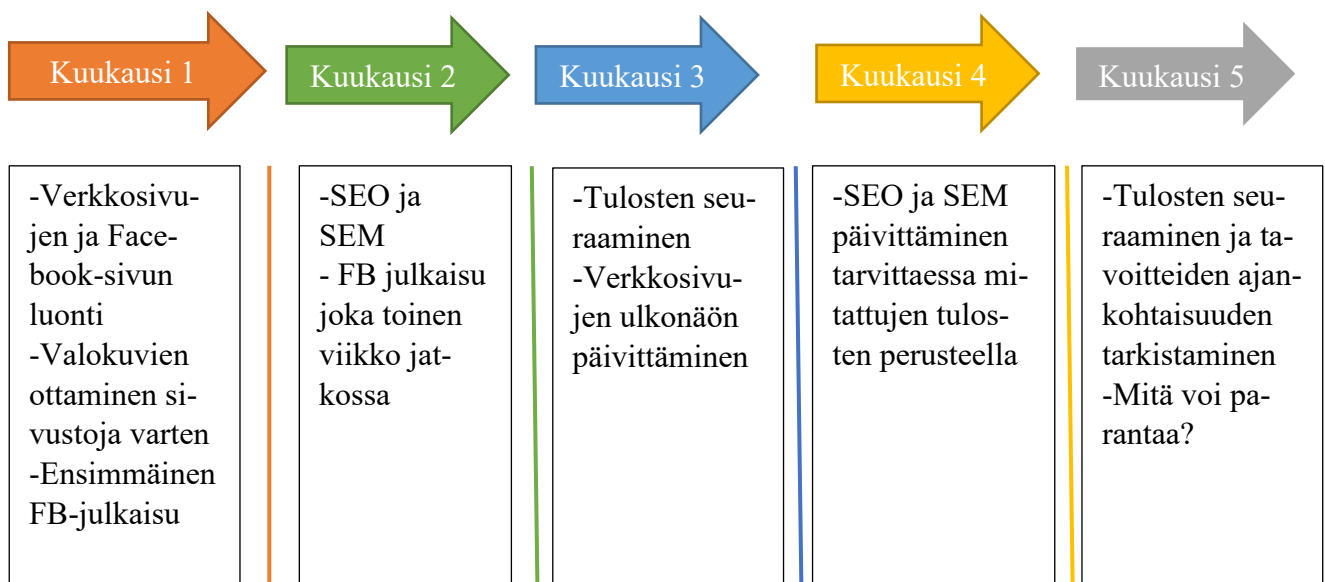 Kuukausi 1
Kuukausi 2
Kuukausi 3
Kuukausi 4
Kuukausi 5
-Verkkosivu-
jen ja Face-
book-sivun
luonti
-Valokuvien
ottaminen si-
vustoja varten
-Ensimmäinen
FB-julkaisu
-SEO ja
SEM
- FB julkaisu
joka toinen
viikko jat-
kossa
-Tulosten seu-
raaminen
-Verkkosivu-
jen ulkonäön
päivittäminen
-SEO ja SEM
päivittäminen
tarvittaessa mi-
tattujen tulos-
ten perusteella
-Tulosten seu-
raaminen ja ta-
voitteiden ajan-
kohtaisuuden
tarkistaminen
-Mitä voi pa-
rantaa?